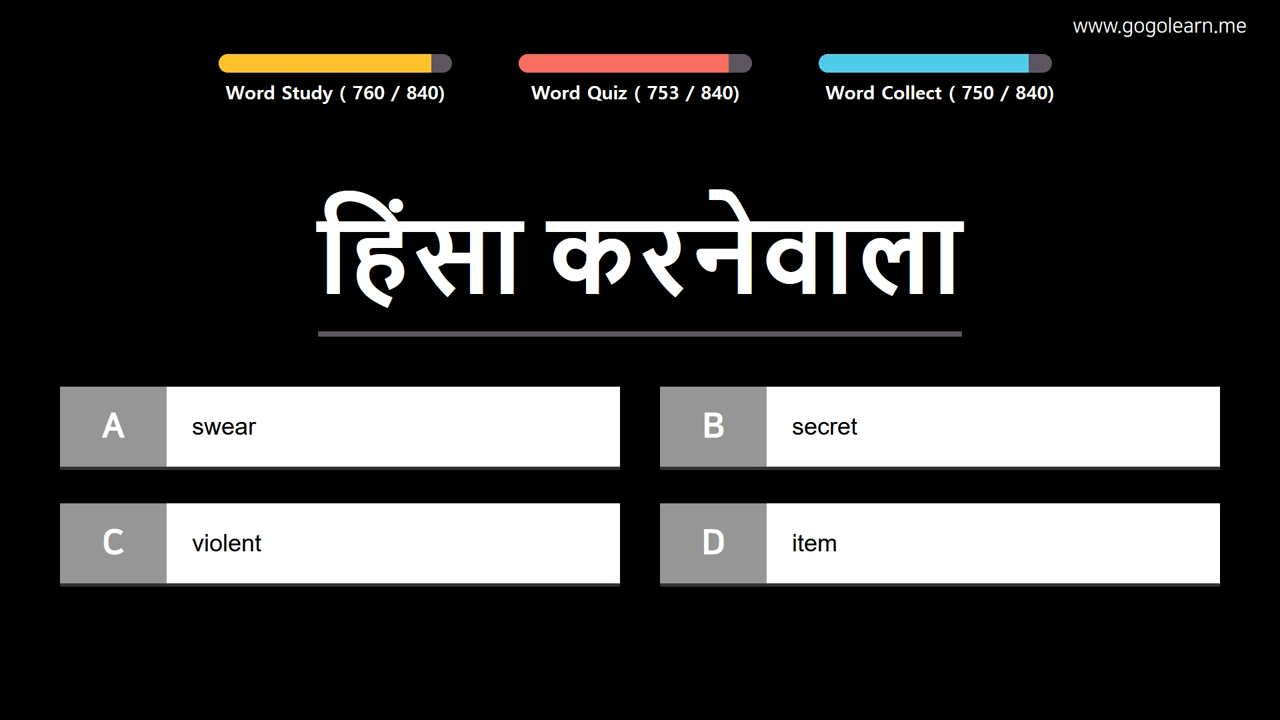 www.gogolearn.me
Word Study ( 760 / 840)
Word Quiz ( 753 / 840)
Word Collect ( 750 / 840)
हिंसा करनेवाला
A swear
B secret
C violent
D item